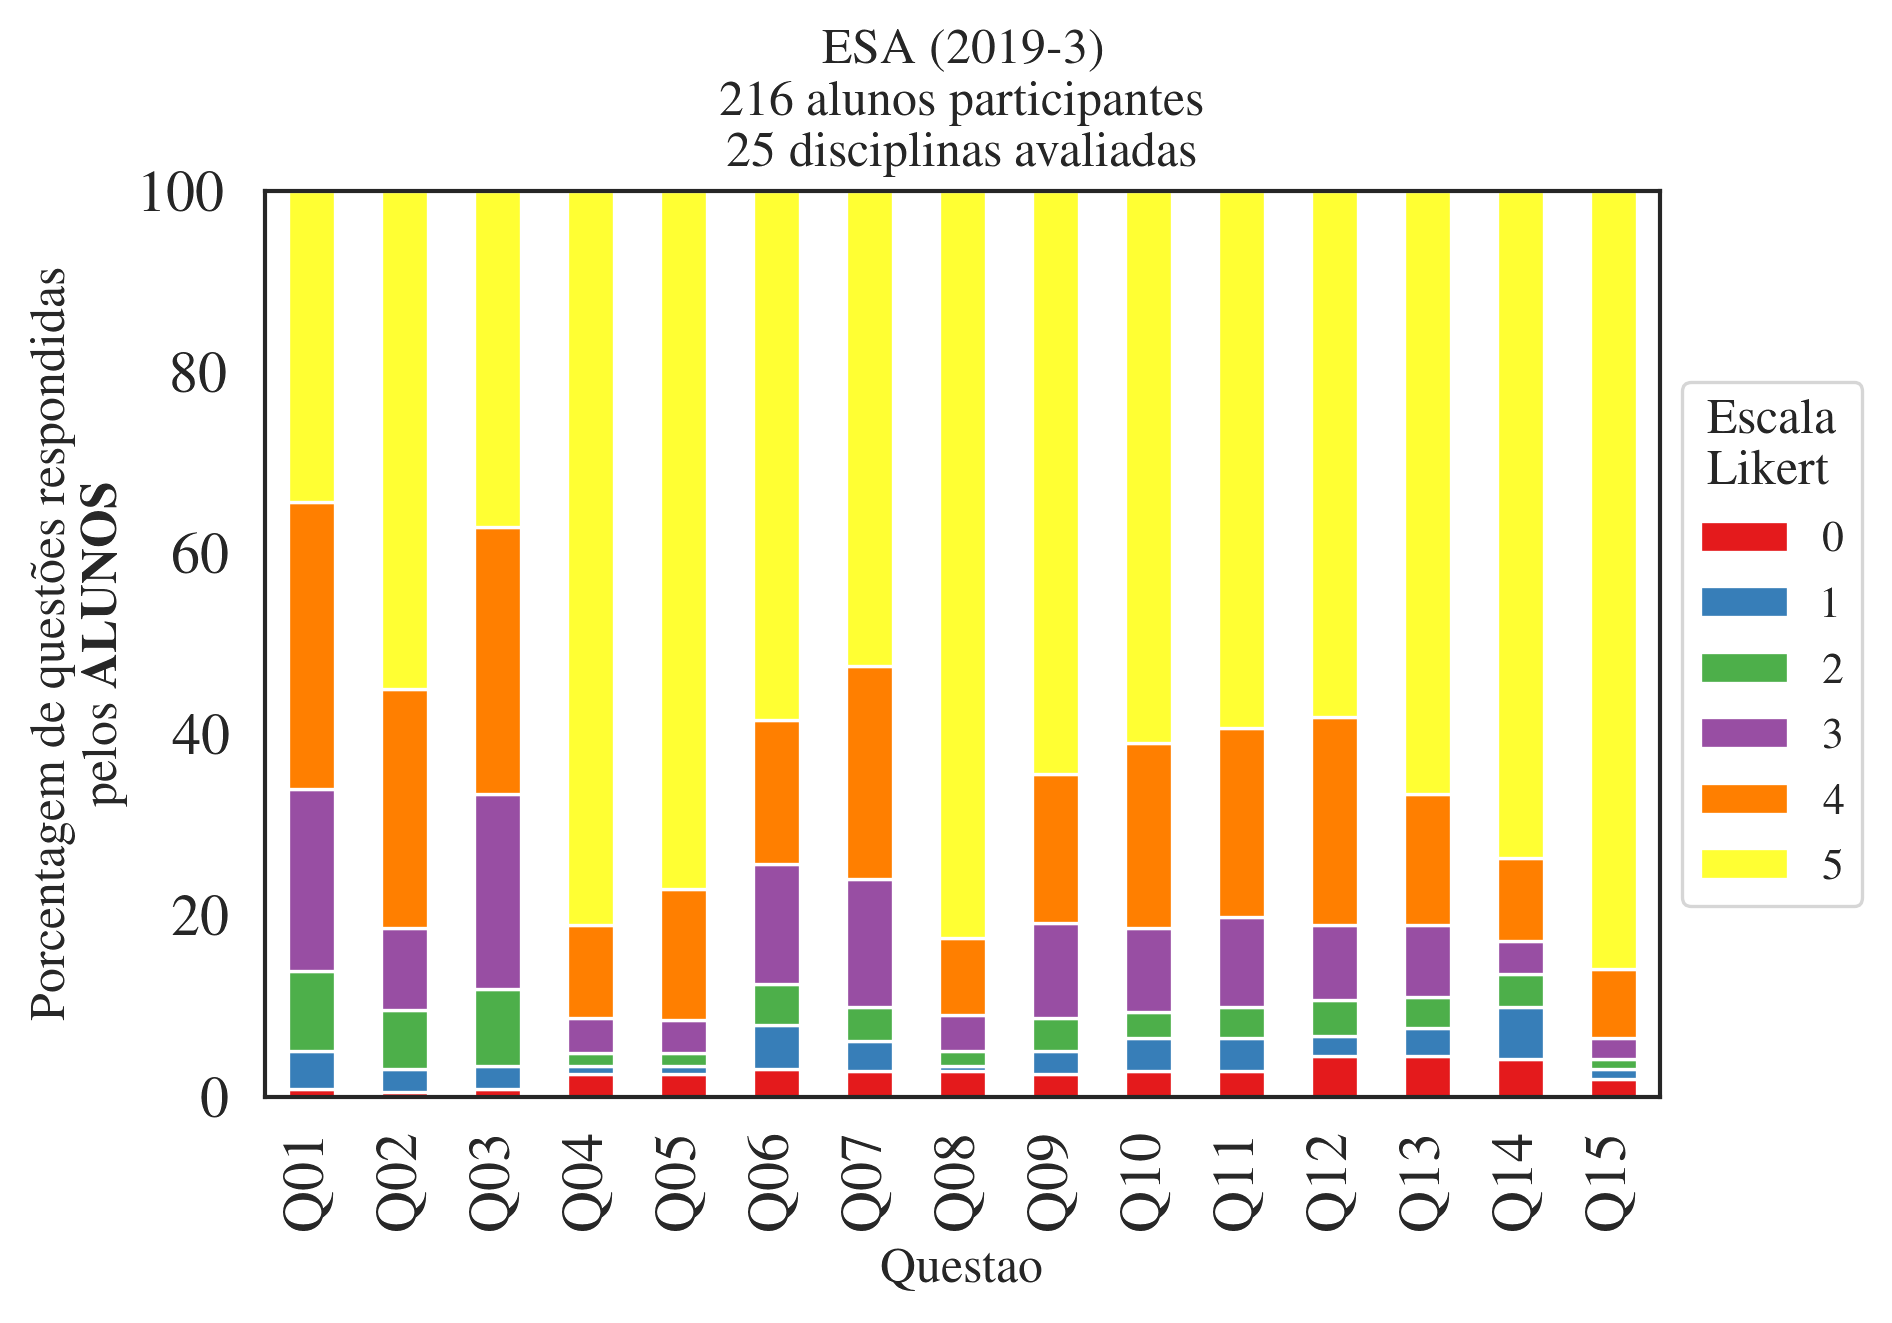 ESA (2019-3)
216 alunos participantes
25 disciplinas avaliadas
Porcentagem de questões respondidas
pelos ALUNOS
100
80
60
40
20
0
Q01
Q02
Q03
Q04
Q05
Q06
Q07
Q08
Q09
Q10
Q11
Q12
Q13
Q14
Q15
Questao
Escala
Likert
0
1
2
3
4
5